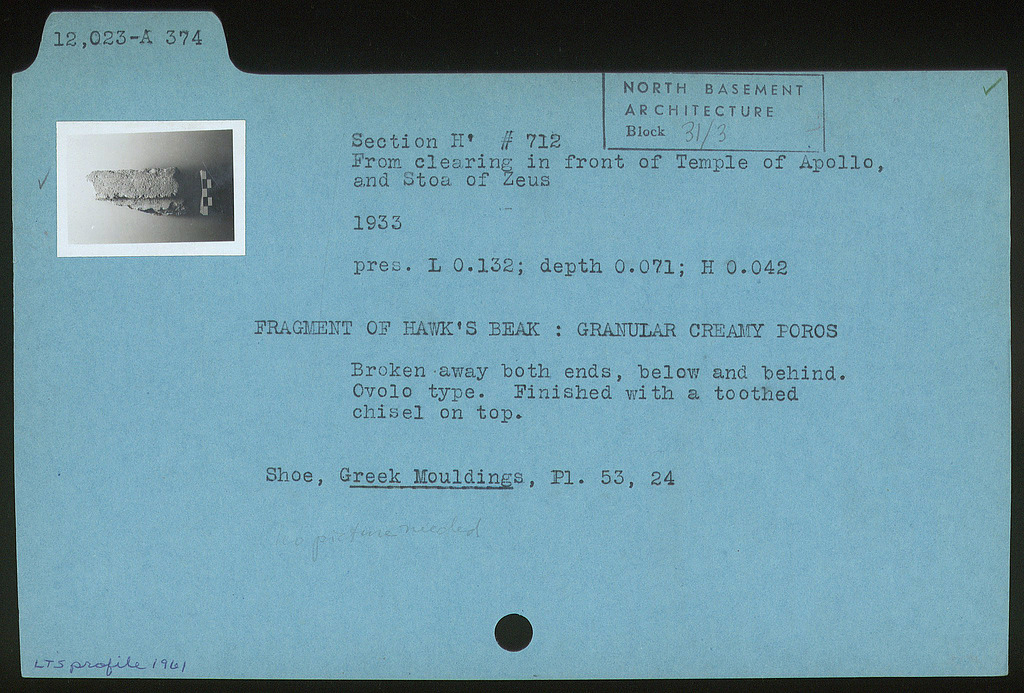 12,023-A 374
NORTH BASEMENT
ARCHITECTURE
Block 31/3
Section H' # 712
From clearing in front of Temple of Apollo,
and Stoa of Zeus
1933
pres. L 0.132; depth 0.071; H 0.042
FRAGMENT OF HAWK'S BEAK : GRANULAR CREAMY POROS
Broken away both ends, below and behind.
Ovolo type. Finished with a toothed
chisel on top.
Shoe, Greek Mouldings, Pl. 53, 24
No picture needed
LTS profile 1961